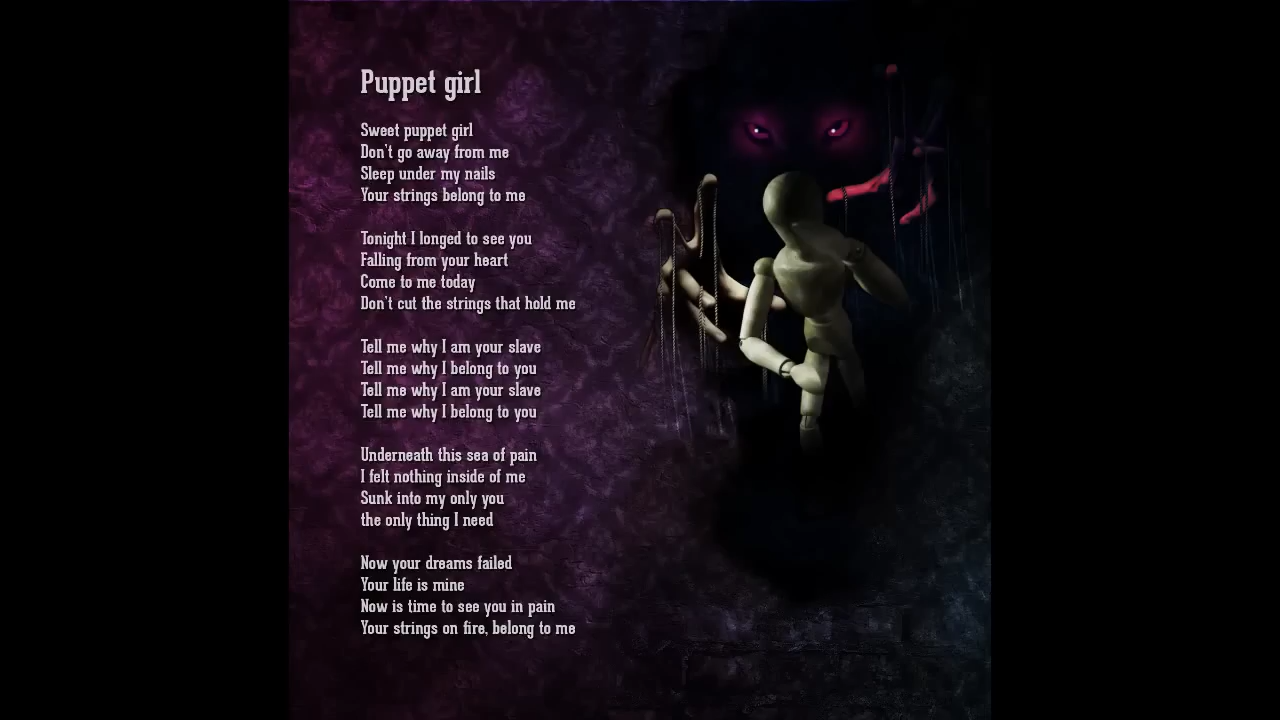 Puppet girl
Sweet puppet girl
Don't go away from me
Sleep under my nails
Your strings belong to me
Tonight I longed to see you
Falling from your heart
Come to me today
Don't cut the strings that hold me
Tell me why I am your slave
Tell me why I belong to you
Tell me why I am your slave
Tell me why I belong to you
Underneath this sea of pain
I felt nothing inside of me
Sunk into my only you
the only thing I need
Now your dreams failed
Your life is mine
Now is time to see you in pain
Your strings on fire, belong to me